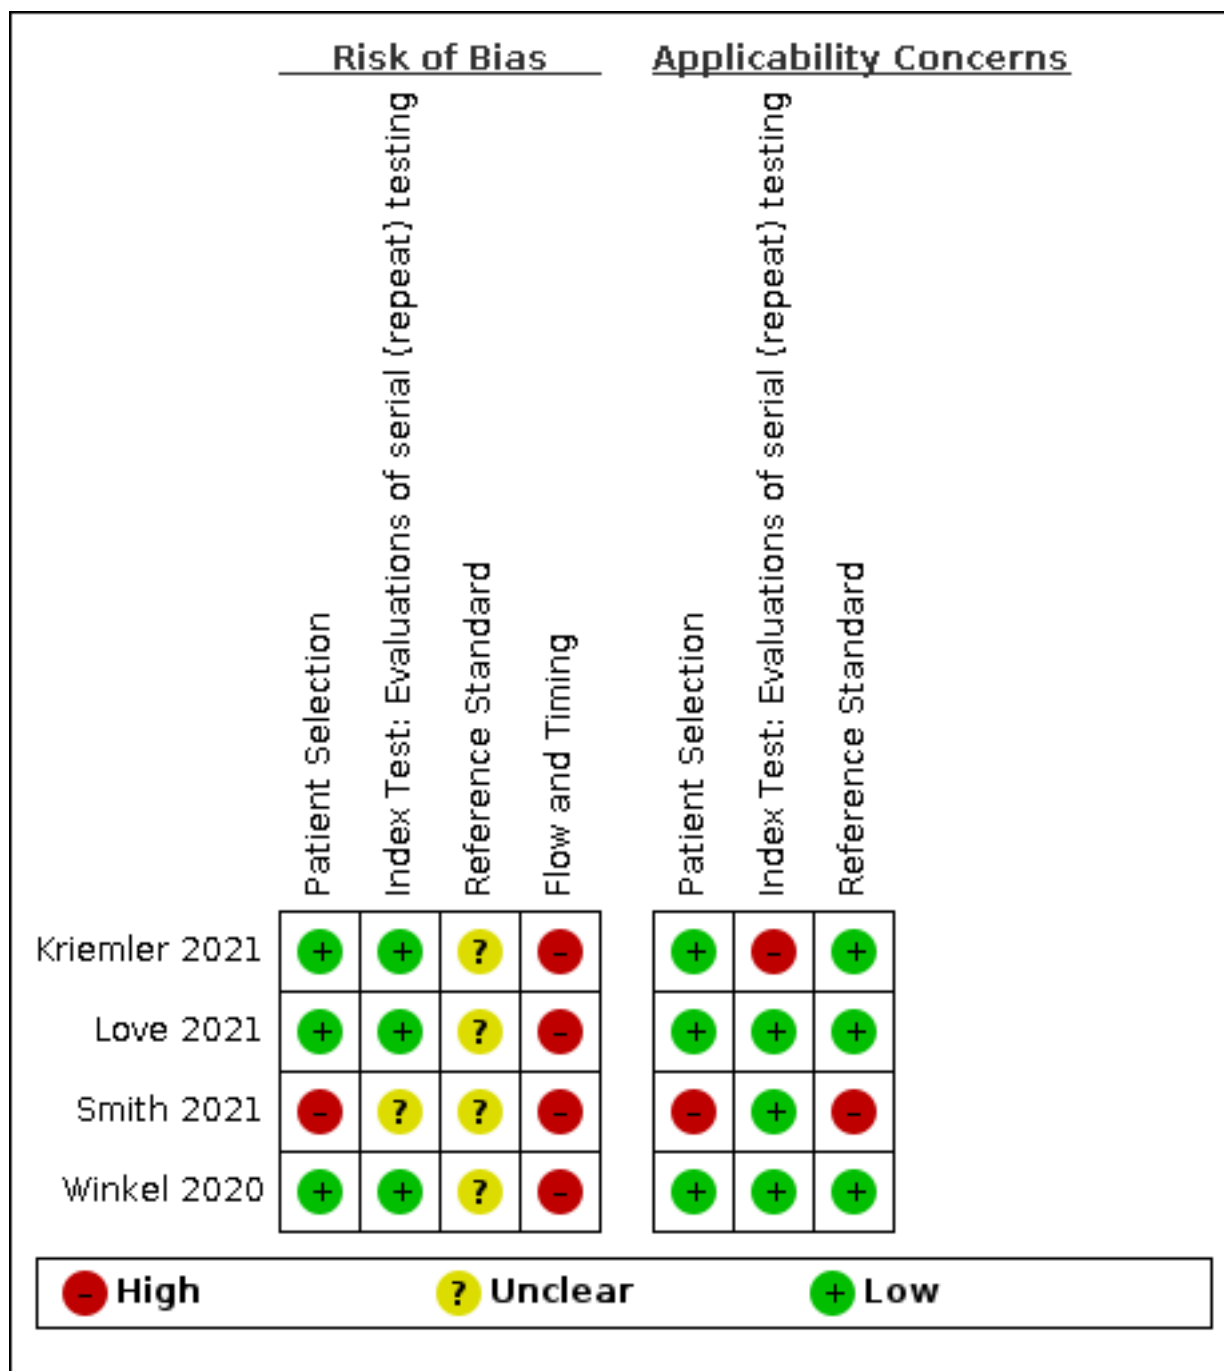 Risk of Bias Applicability Concerns
Patient Selection
Index Test: Evaluations of serial (repeat) testing
Reference Standard
Flow and Timing
Patient Selection
Index Test: Evaluations of serial (repeat) testing
Reference Standard
Kriemler 2021 + + ? – + – +
Love 2021 + + ? – + + +
Smith 2021 – ? ? – – + –
Winkel 2020 + + ? – + + +
– High ? Unclear + Low